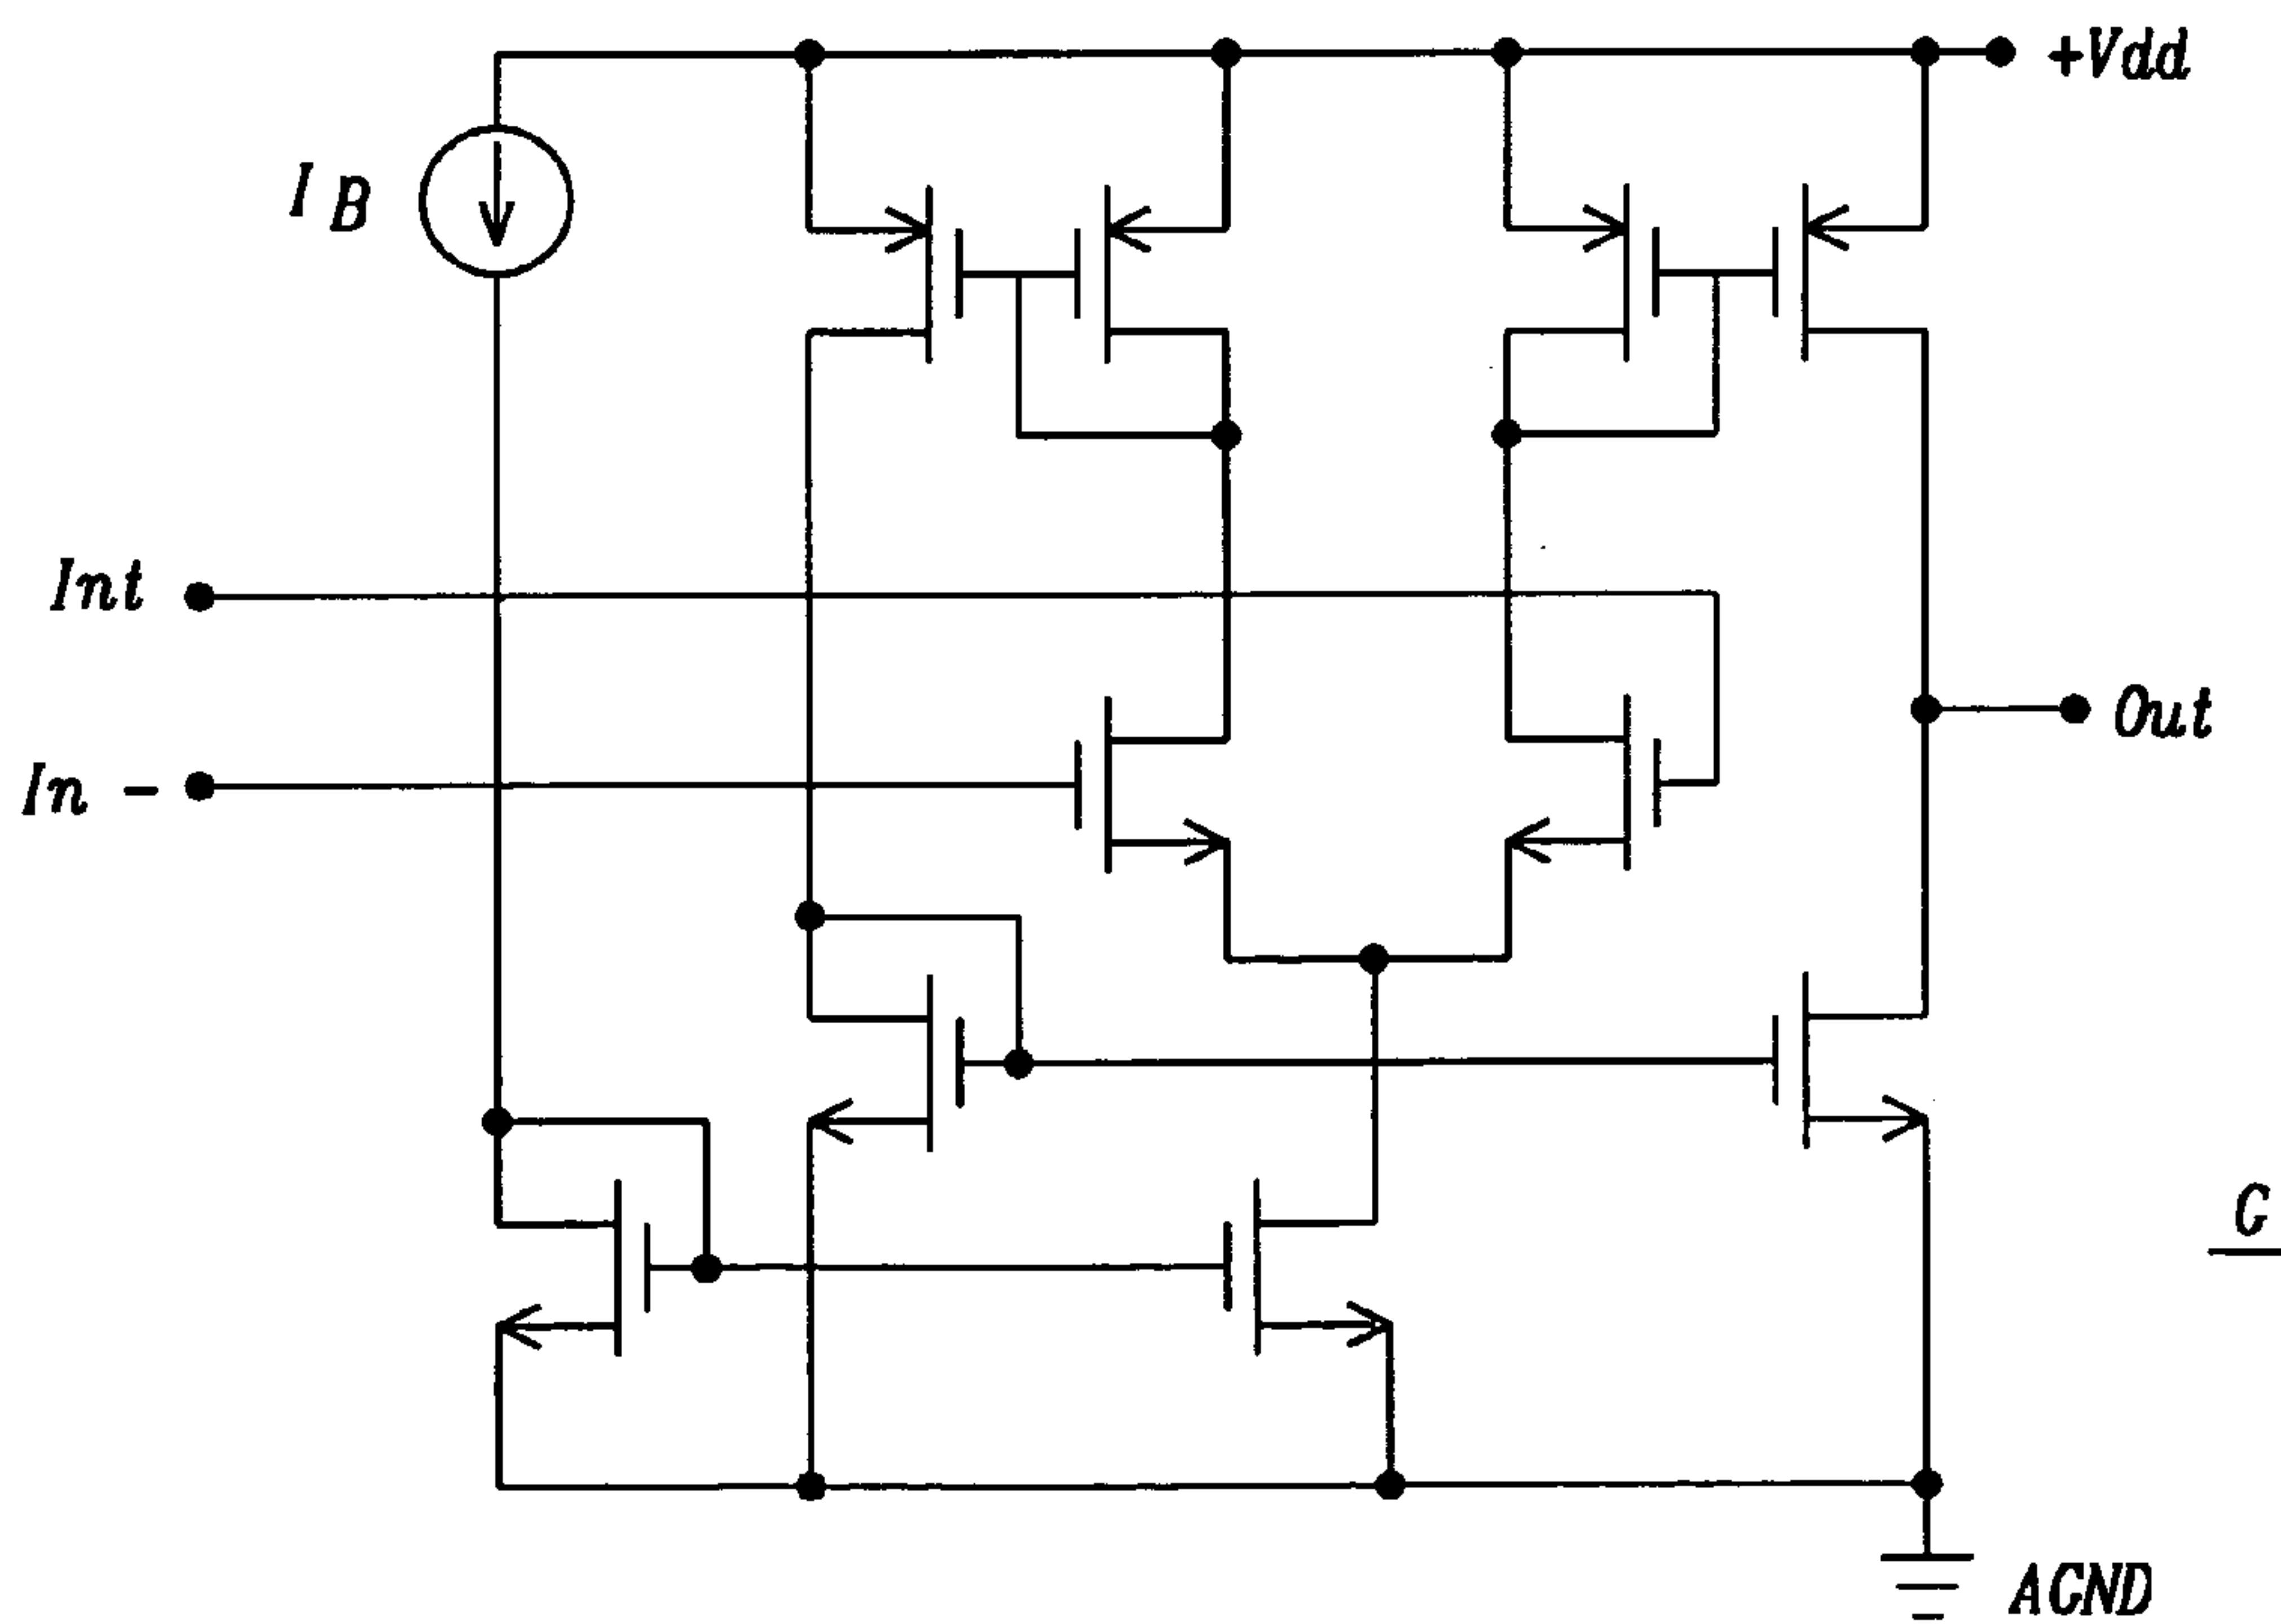 +Vdd
I B
Int
Out
In -
G
AGND